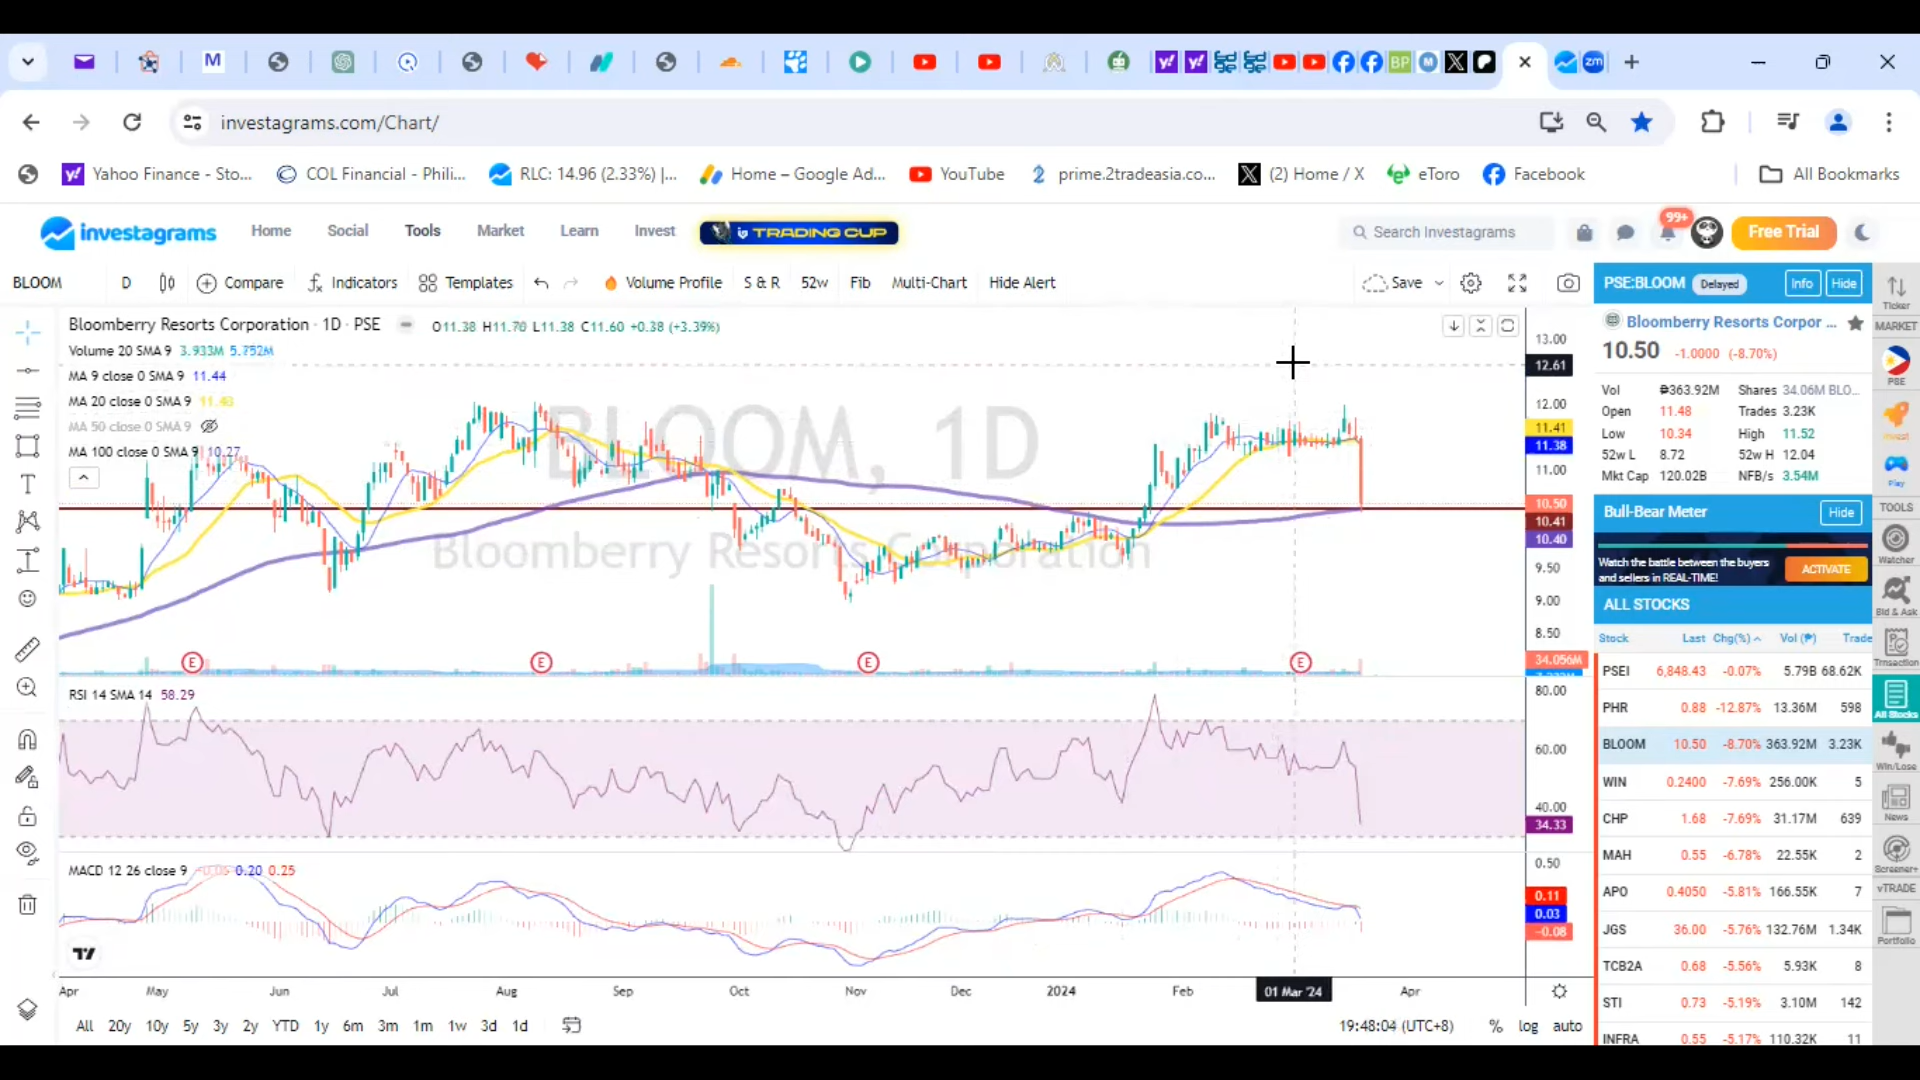 M
BP
M
zm
investagrams.com/Chart/
Yahoo Finance - Sto...
COL Financial - Phili...
RLC: 14.96 (2.33%) |...
Home – Google Ad...
YouTube
prime.2tradeasia.co...
(2) Home / X
eToro
Facebook
All Bookmarks
investagrams
Home
Social
Tools
Market
Learn
Invest
TRADING CUP
Search Investagrams
99+
Free Trial
BLOOM
D
Compare
Indicators
Templates
Volume Profile
S & R
52w
Fib
Multi-Chart
Hide Alert
Save
Bloomberry Resorts Corporation · 1D · PSE
O11.38 H11.70 L11.38 C11.60 +0.38 (+3.39%)
Volume 20 SMA 9 3.933M 5.752M
MA 9 close 0 SMA 9 11.44
MA 20 close 0 SMA 9
MA 50 close 0 SMA 9
MA 100 close 0 SMA 9 10.27
BLOOM, 1D
Bloomberry Resorts Corporation
13.00
12.61
12.00
11.41
11.38
11.00
10.50
10.41
10.40
9.50
9.00
8.50
34.056M
E
E
E
E
RSI 14 SMA 14 58.29
80.00
60.00
40.00
34.33
MACD 12 26 close 9 0.20 0.25
0.50
0.11
0.03
-0.08
Apr
May
Jun
Jul
Aug
Sep
Oct
Nov
Dec
2024
Feb
01 Mar '24
Apr
All 20y 10y 5y 3y 2y YTD 1y 6m 3m 1m 1w 3d 1d
19:48:04 (UTC+8)
%
log
auto
PSE:BLOOM
Delayed
Info
Hide
Bloomberry Resorts Corpor ...
10.50 -1.0000 (-8.70%)
Vol ₱363.92M Shares 34.06M BLO...
Open 11.48 Trades 3.23K
Low 10.34 High 11.52
52w L 8.72 52w H 12.04
Mkt Cap 120.02B NFB/s 3.54M
Bull-Bear Meter
Hide
Watch the battle between the buyers
and sellers in REAL-TIME!
ACTIVATE
ALL STOCKS
Stock Last Chg(%) Vol (₱) Trade
PSEI 6,848.43 -0.07% 5.79B 68.62K
PHR 0.88 -12.87% 13.36M 598
BLOOM 10.50 -8.70% 363.92M 3.23K
WIN 0.2400 -7.69% 256.00K 5
CHP 1.68 -7.69% 31.17M 639
MAH 0.55 -6.78% 22.55K 2
APO 0.4050 -5.81% 166.55K 7
JGS 36.00 -5.76% 132.76M 1.34K
TCB2A 0.68 -5.56% 5.93K 8
STI 0.73 -5.19% 3.10M 142
INFRA 0.55 -5.17% 110.32K 11
Ticker
MARKET
PSE
Invest
Play
TOOLS
Watcher
Bid & Ask
Trnsaction
All Stocks
Win/Lose
News
Screener+
vTRADE
Portfolio